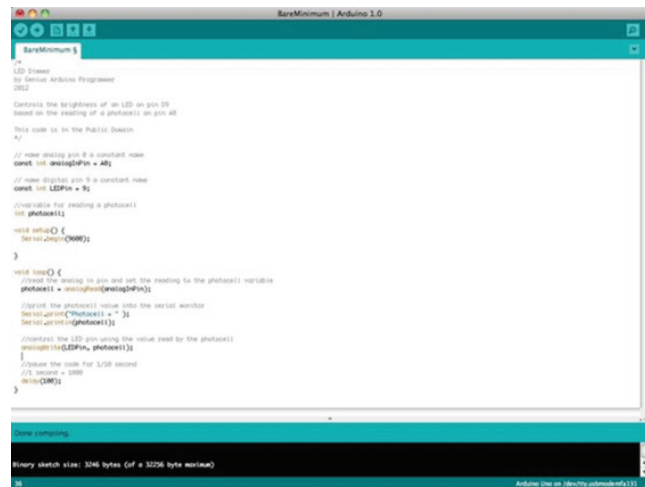 BareMinimum | Arduino 1.0
BareMinimum §
/*
LED Dimmer
by Genius Arduino Programmer
2012
Controls the brightness of an LED on pin D9
based on the reading of a photocell on pin A0
This code is in the Public Domain
*/
// name analog pin 0 a constant name
const int analogInPin = A0;
// name digital pin 9 a constant name
const int LEDPin = 9;
//variable for reading a photocell
int photocell;
void setup() {
Serial.begin(9600);
}
void loop() {
//read the analog in pin and set the reading to the photocell variable
photocell = analogRead(analogInPin);
//print the photocell value into the serial monitor
Serial.print("Photocell = " );
Serial.println(photocell);
//control the LED pin using the value read by the photocell
analogWrite(LEDPin, photocell);
//pause the code for 1/10 second
//1 second = 1000
delay(100);
}
Done compiling.
Binary sketch size: 3246 bytes (of a 32256 byte maximum)
36
Arduino Uno on /dev/tty.usbmodemfa131